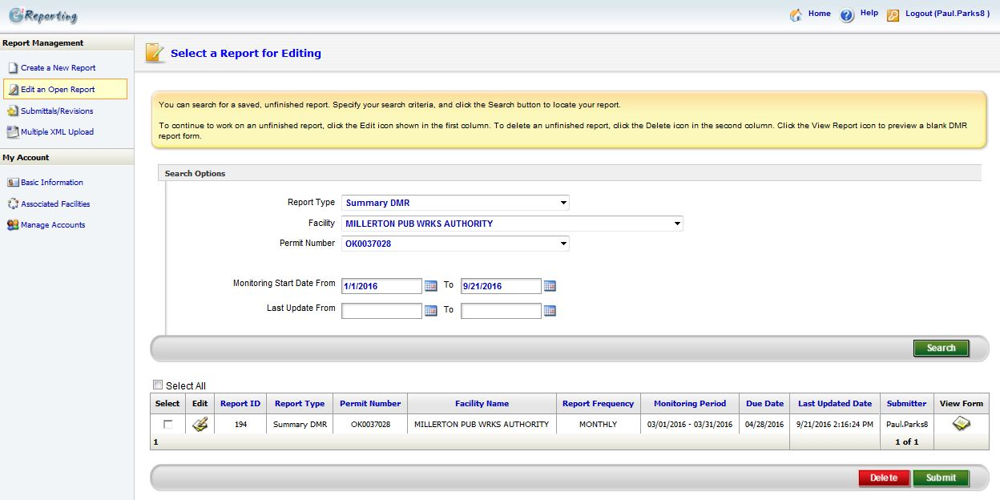 E2Reporting
Home Help Logout (Paul.Parks8 )
Report Management
Create a New Report
Edit an Open Report
Submittals/Revisions
Multiple XML Upload
My Account
Basic Information
Associated Facilities
Manage Accounts
Select a Report for Editing
You can search for a saved, unfinished report. Specify your search criteria, and click the Search button to locate your report.
To continue to work on an unfinished report, click the Edit icon shown in the first column. To delete an unfinished report, click the Delete icon in the second column. Click the View Report icon to preview a blank DMR
report form.
Search Options
Report Type Summary DMR
Facility MILLERTON PUB WRKS AUTHORITY
Permit Number OK0037028
Monitoring Start Date From 1/1/2016 To 9/21/2016
Last Update From To
Search
Select All
Select Edit Report ID Report Type Permit Number Facility Name Report Frequency Monitoring Period Due Date Last Updated Date Submitter View Form
194 Summary DMR OK0037028 MILLERTON PUB WRKS AUTHORITY MONTHLY 03/01/2016 - 03/31/2016 04/28/2016 9/21/2016 2:16:24 PM Paul.Parks8
1 1 of 1
Delete Submit